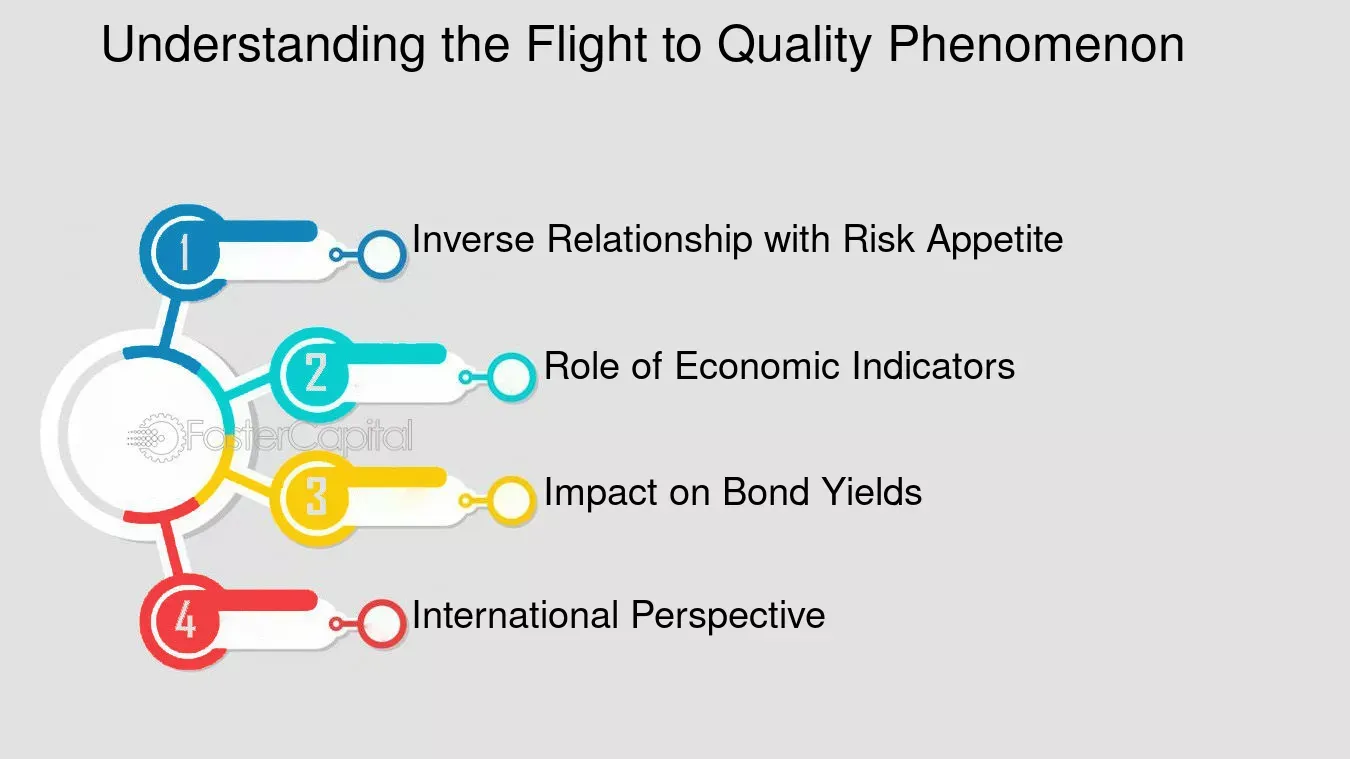 Understanding the Flight to Quality Phenomenon
1
Inverse Relationship with Risk Appetite
2
Role of Economic Indicators
FasterCapital
3
Impact on Bond Yields
4
International Perspective